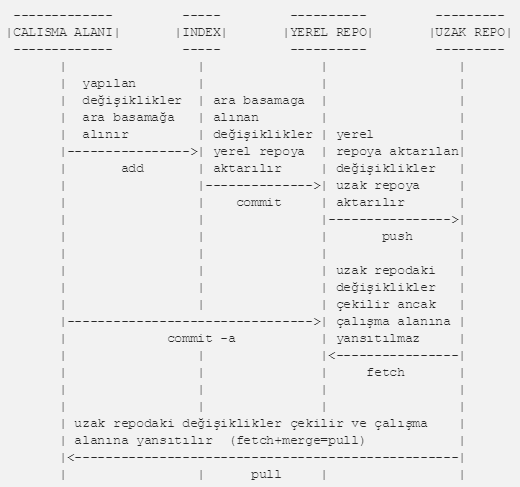 |CALISMA ALANI| |INDEX| |YEREL REPO| |UZAK REPO|
yapılan
değişiklikler ara basamaga
ara basamağa alınan
alınır değişiklikler yerel
yerel repoya repoya aktarılan
add aktarılır değişiklikler
uzak repoya
commit aktarılır
push
uzak repodaki
değişiklikler
çekilir ancak
çalışma alanına
commit -a yansıtılmaz
fetch
uzak repodaki değişiklikler çekilir ve çalışma
alanına yansıtılır (fetch+merge=pull)
pull